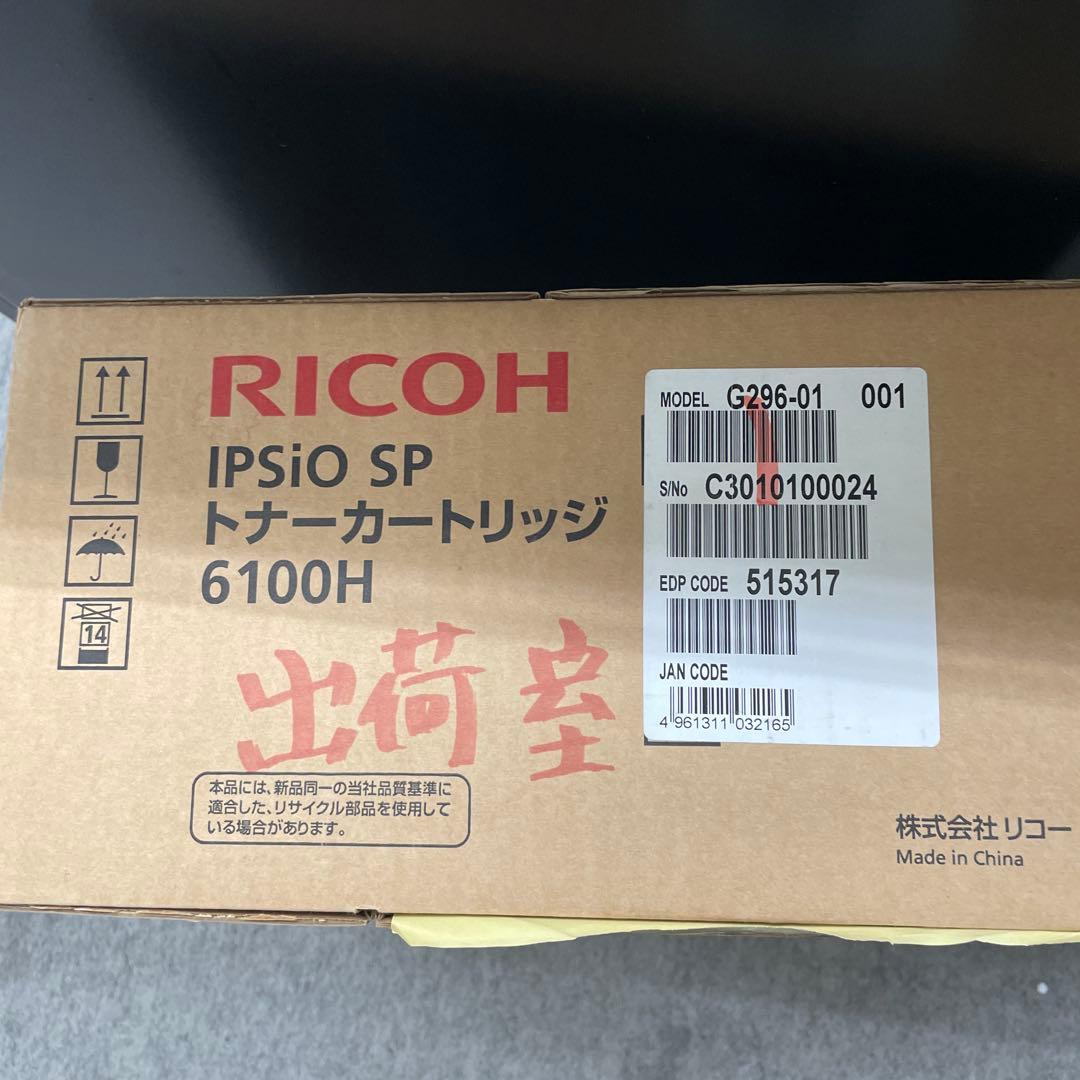 RICOH
IPSiO SP
トナーカートリッジ
6100H
14
出荷室
本品には、新品同一の当社品質基準に
適合した、リサイクル部品を使用して
いる場合があります。
MODEL G296-01 001
1
S/No C3010100024
EDP CODE 515317
JAN CODE
4 961311 032165
株式会社 リコー
Made in China